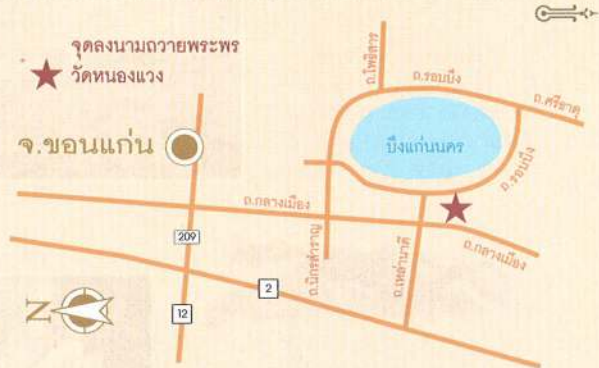 จุดลงนามถวายพระพร
วัดหนองแวง
จ.ขอนแก่น
ถ.โพธิสาร
ถ.รอบบึง
ถ.ศรีธาตุ
บึงแก่นนคร
ถ.รอบบึง
ถ.กลางเมือง
ถ.นิกรสำราญ
ถ.เหล่านาดี
ถ.กลางเมือง
209
2
12
N